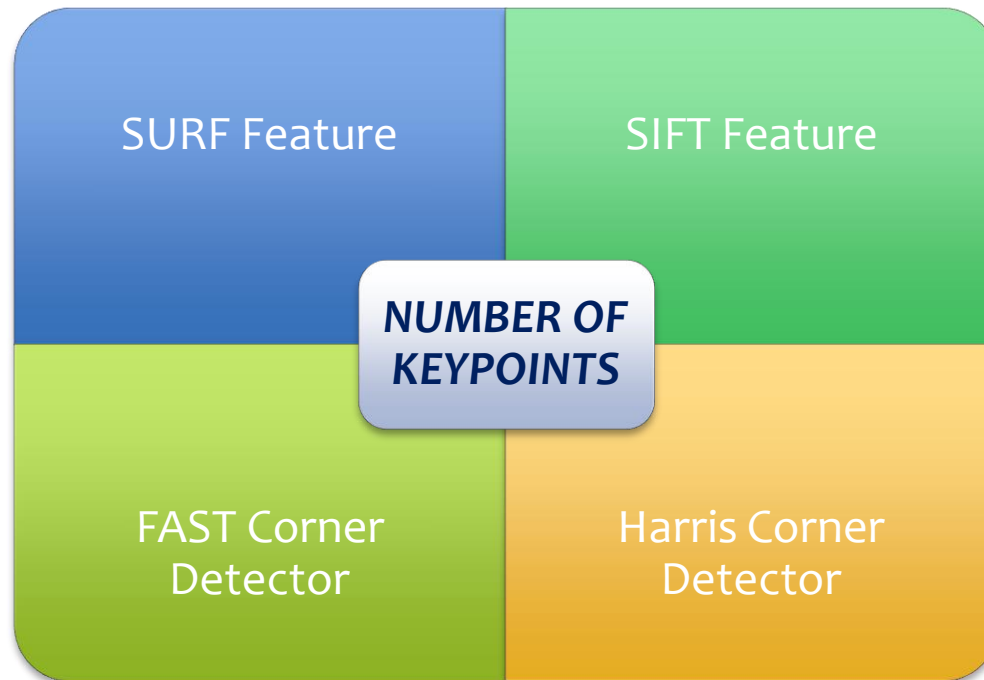 SURF Feature
SIFT Feature
NUMBER OF
KEYPOINTS
FAST Corner
Detector
Harris Corner
Detector